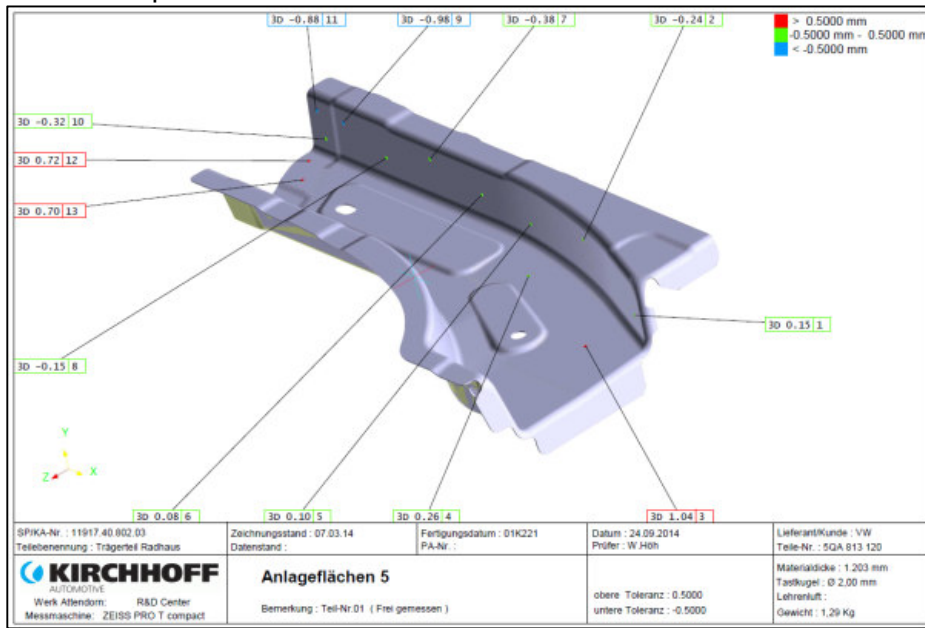 3D -0.88 11
3D -0.98 9
3D -0.38 7
3D -0.24 2
> 0.5000 mm
-0.5000 mm - 0.5000 mm
< -0.5000 mm
3D -0.32 10
3D 0.72 12
3D 0.70 13
3D 0.15 1
3D -0.15 8
Y
Z X
3D 0.08 6
3D 0.10 5
3D 0.26 4
3D 1.04 3
SP/KA-Nr. : 11917.40.802.03
Teilebenennung : Trägerteil Radhaus
Zeichnungsstand : 07.03.14
Datenstand :
Fertigungsdatum : 01K221
PA-Nr. :
Datum : 24.09.2014
Prüfer : W.Höh
Lieferant/Kunde : VW
Teile-Nr. : 5QA 813 120
KIRCHHOFF
AUTOMOTIVE
Werk Attendorn: R&D Center
Messmaschine: ZEISS PRO T compact
Anlageflächen 5
Bemerkung : Teil-Nr.01 ( Frei gemessen )
obere Toleranz : 0.5000
untere Toleranz : -0.5000
Materialdicke : 1.203 mm
Tastkugel : Ø 2,00 mm
Lehrenluft :
Gewicht : 1,29 Kg